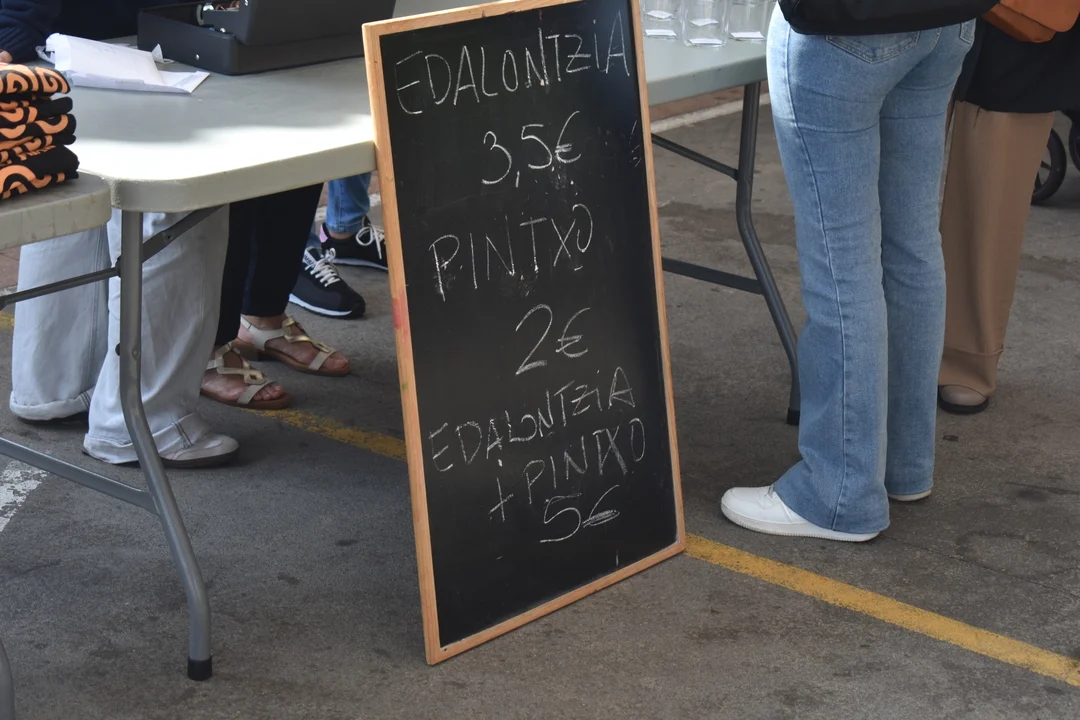 EDALONTZIA
3,5€
PINTXO
2€
EDALONTZIA
+ PINTXO
5€